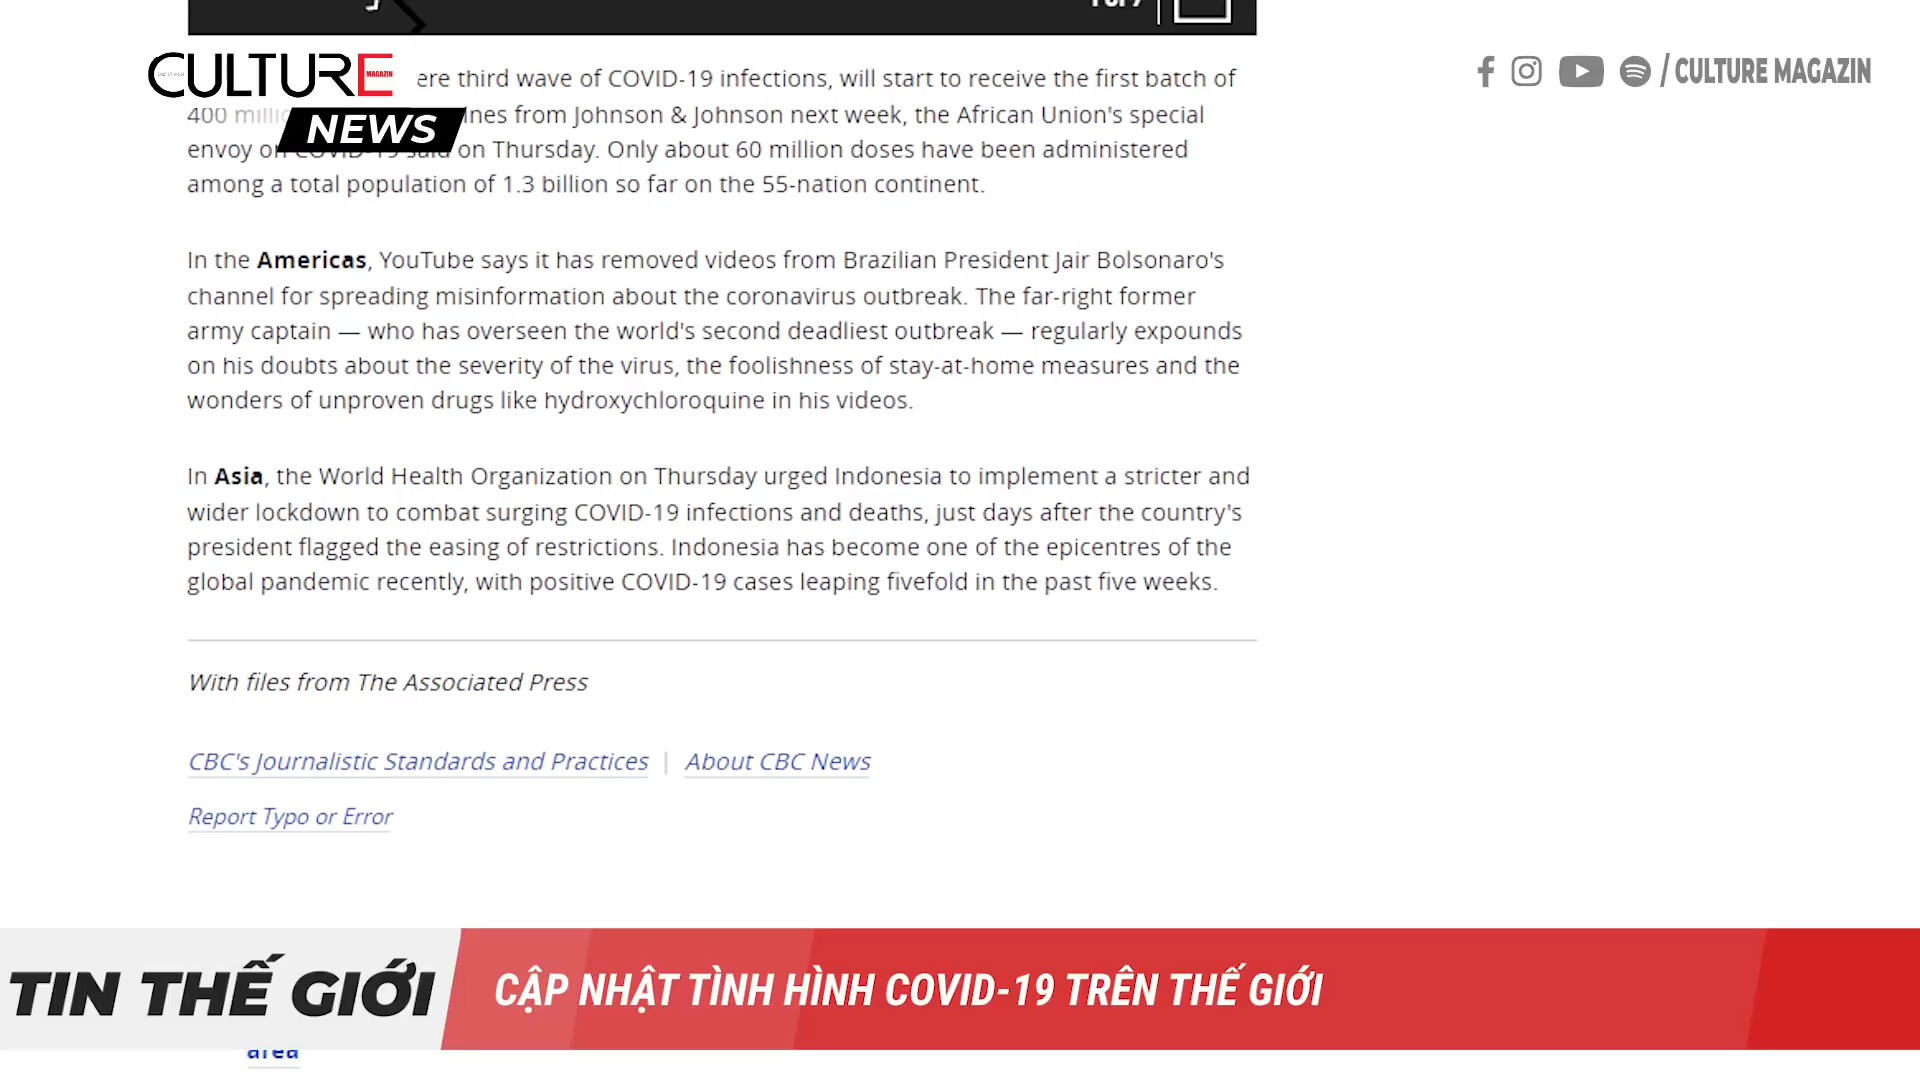 1 of 7
CULTURE
MAGAZIN
NEWS
/ CULTURE MAGAZIN
ere third wave of COVID-19 infections, will start to receive the first batch of
400 milli ines from Johnson & Johnson next week, the African Union's special
envoy on COVID-19 said on Thursday. Only about 60 million doses have been administered
among a total population of 1.3 billion so far on the 55-nation continent.
In the Americas, YouTube says it has removed videos from Brazilian President Jair Bolsonaro's
channel for spreading misinformation about the coronavirus outbreak. The far-right former
army captain — who has overseen the world's second deadliest outbreak — regularly expounds
on his doubts about the severity of the virus, the foolishness of stay-at-home measures and the
wonders of unproven drugs like hydroxychloroquine in his videos.
In Asia, the World Health Organization on Thursday urged Indonesia to implement a stricter and
wider lockdown to combat surging COVID-19 infections and deaths, just days after the country's
president flagged the easing of restrictions. Indonesia has become one of the epicentres of the
global pandemic recently, with positive COVID-19 cases leaping fivefold in the past five weeks.
With files from The Associated Press
CBC's Journalistic Standards and Practices | About CBC News
Report Typo or Error
TIN THẾ GIỚI
CẬP NHẬT TÌNH HÌNH COVID-19 TRÊN THẾ GIỚI
area